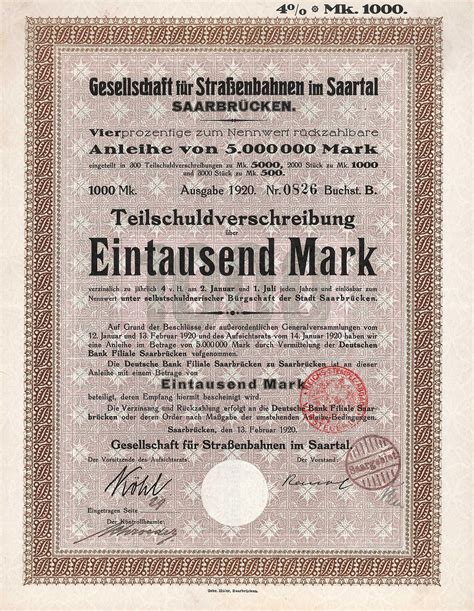 4% * Mk. 1000.
Gesellschaft für Straßenbahnen im Saartal
SAARBRÜCKEN.
Vierprozentige zum Nennwert rückzahlbare
Anleihe von 5.000000 Mark
eingeteilt in 300 Teilschuldverschreibungen zu Mk. 5000, 2000 Stück zu Mk. 1000
und 3000 Stück zu Mk. 500.
1000 Mk. Ausgabe 1920. Nr. 0826 Buchst. B.
Teilschuldverschreibung
über
Eintausend Mark
verzinslich zu jährlich 4 v. H. am 2. Januar und 1. Juli jeden Jahres und einlösbar zum
Nennwert unter selbstschuldnerischer Bürgschaft der Stadt Saarbrücken.
Auf Grund der Beschlüsse der außerordentlichen Generalversammlungen vom
12. Januar und 13. Februar 1920 und des Aufsichtsrats vom 14. Januar 1920 haben wir
eine Anleihe im Betrage von 5.000000 Mark durch Vermittelung der Deutschen
Bank Filiale Saarbrücken aufgenommen.
Die Deutsche Bank Filiale Saarbrücken zu Saarbrücken ist an dieser
Anleihe mit einem Betrage von
Eintausend Mark
beteiligt, deren Empfang hiermit bescheinigt wird.
Die Verzinsung und Rückzahlung erfolgt an die Deutsche Bank Filiale Saar-
brücken oder deren Order nach Maßgabe der umstehenden Anleihe-Bedingungen.
Saarbrücken, den 13. Februar 1920.
Gesellschaft für Straßenbahnen im Saartal.
Der Vorsitzende des Aufsichtsrats. Der Vorstand.
Saargebiet
Köhl
Eingetragen Seite
29
Der Kontrollbeamte:
Schroeder
Gebr. Hofer, Saarbrücken.